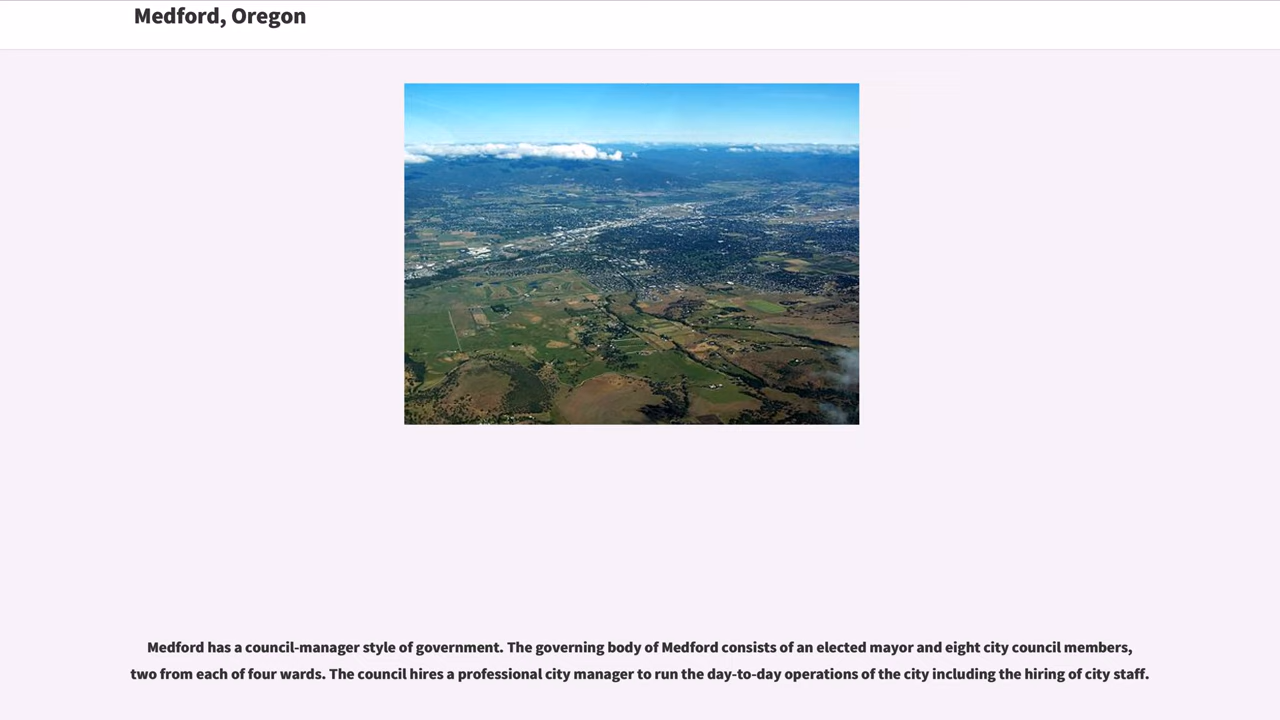 Medford, Oregon
Medford has a council-manager style of government. The governing body of Medford consists of an elected mayor and eight city council members,
two from each of four wards. The council hires a professional city manager to run the day-to-day operations of the city including the hiring of city staff.